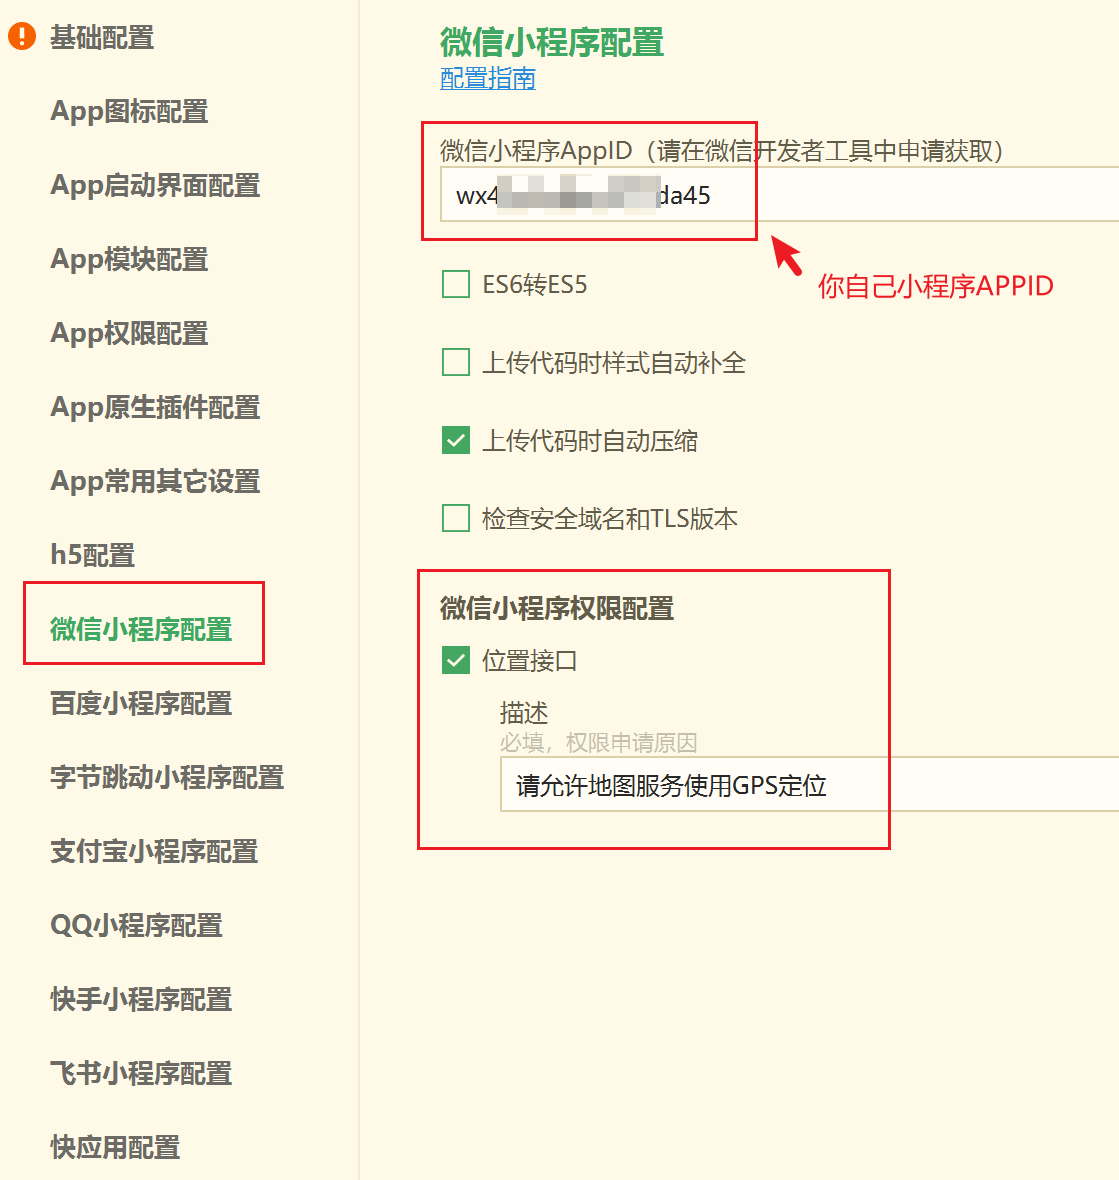 基础配置
App图标配置
App启动界面配置
App模块配置
App权限配置
App原生插件配置
App常用其它设置
h5配置
微信小程序配置
百度小程序配置
字节跳动小程序配置
支付宝小程序配置
QQ小程序配置
快手小程序配置
飞书小程序配置
快应用配置
微信小程序配置
配置指南
微信小程序AppID（请在微信开发者工具中申请获取）
wx4 da45
你自己小程序APPID
ES6转ES5
上传代码时样式自动补全
上传代码时自动压缩
检查安全域名和TLS版本
微信小程序权限配置
位置接口
描述
必填，权限申请原因
请允许地图服务使用GPS定位